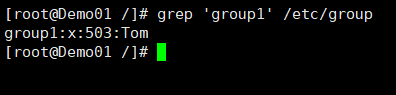 [root@Demo01 /]# grep 'group1' /etc/group
group1:x:503:Tom
[root@Demo01 /]#